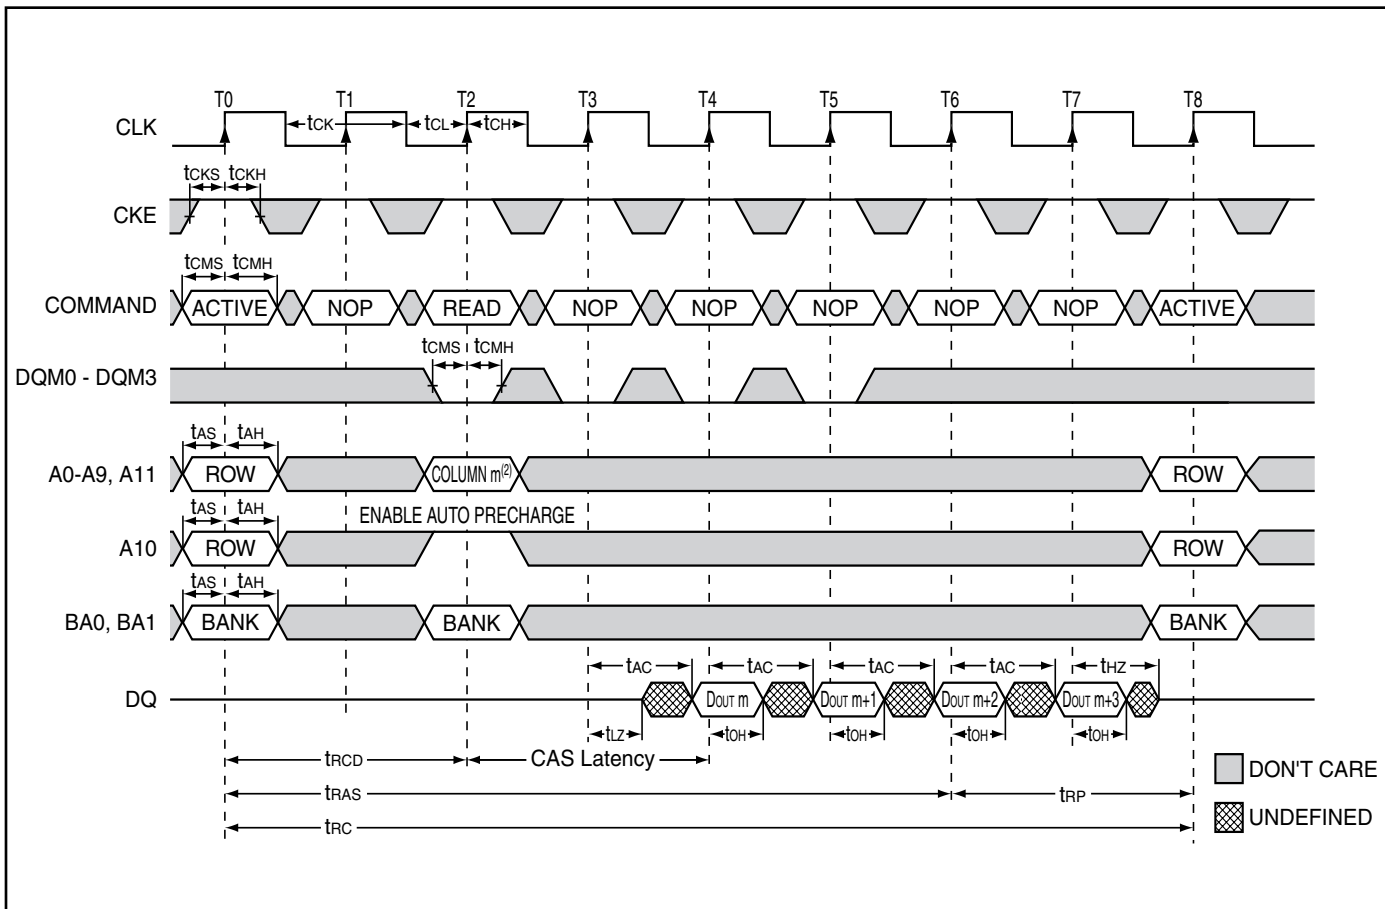 T0 T1 T2 T3 T4 T5 T6 T7 T8
CLK tCK tCL tCH
tCKS tCKH
CKE
tCMS tCMH
COMMAND ACTIVE NOP READ NOP NOP NOP NOP NOP ACTIVE
tCMS tCMH
DQM0 - DQM3
tAS tAH
A0-A9, A11 ROW COLUMN m(2) ROW
tAS tAH ENABLE AUTO PRECHARGE
A10 ROW ROW
tAS tAH
BA0, BA1 BANK BANK BANK
tAC tAC tAC tAC tHZ
DQ DOUT m DOUT m+1 DOUT m+2 DOUT m+3
tLZ tOH tOH tOH tOH
tRCD CAS Latency
DON'T CARE
tRAS tRP
UNDEFINED
tRC